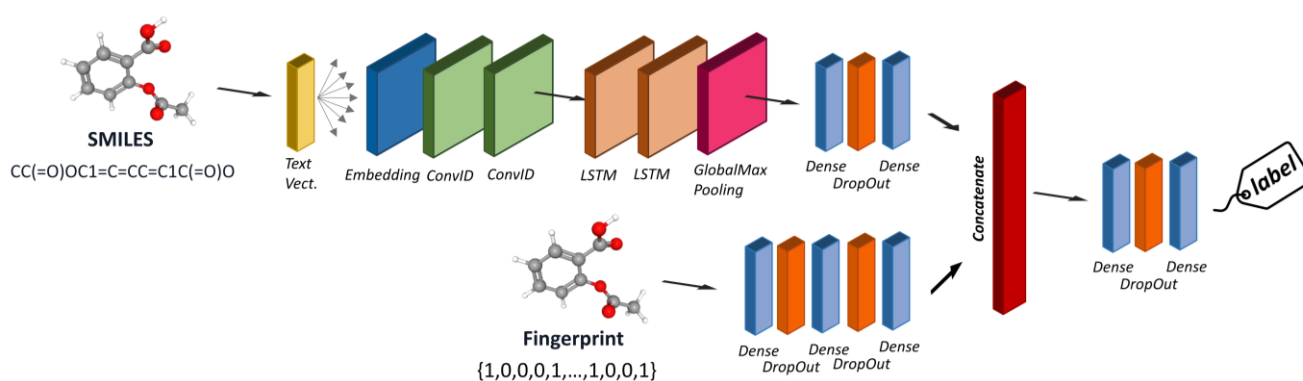 SMILES
CC(=O)OC1=C=CC=C1C(=O)O
Text
Vect.
Embedding
ConvID
ConvID
LSTM
LSTM
GlobalMax
Pooling
Dense
DropOut
Dense
Fingerprint
{1,0,0,0,1,...,1,0,0,1}
Dense
DropOut
Dense
DropOut
Dense
Concatenate
Dense
DropOut
Dense
label